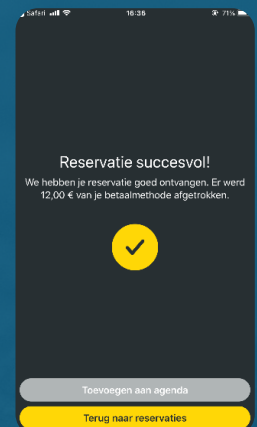 Safari 16:36 71%
Reservatie succesvol!
We hebben je reservatie goed ontvangen. Er werd
12,00 € van je betaalmethode afgetrokken.
Toevoegen aan agenda
Terug naar reservaties